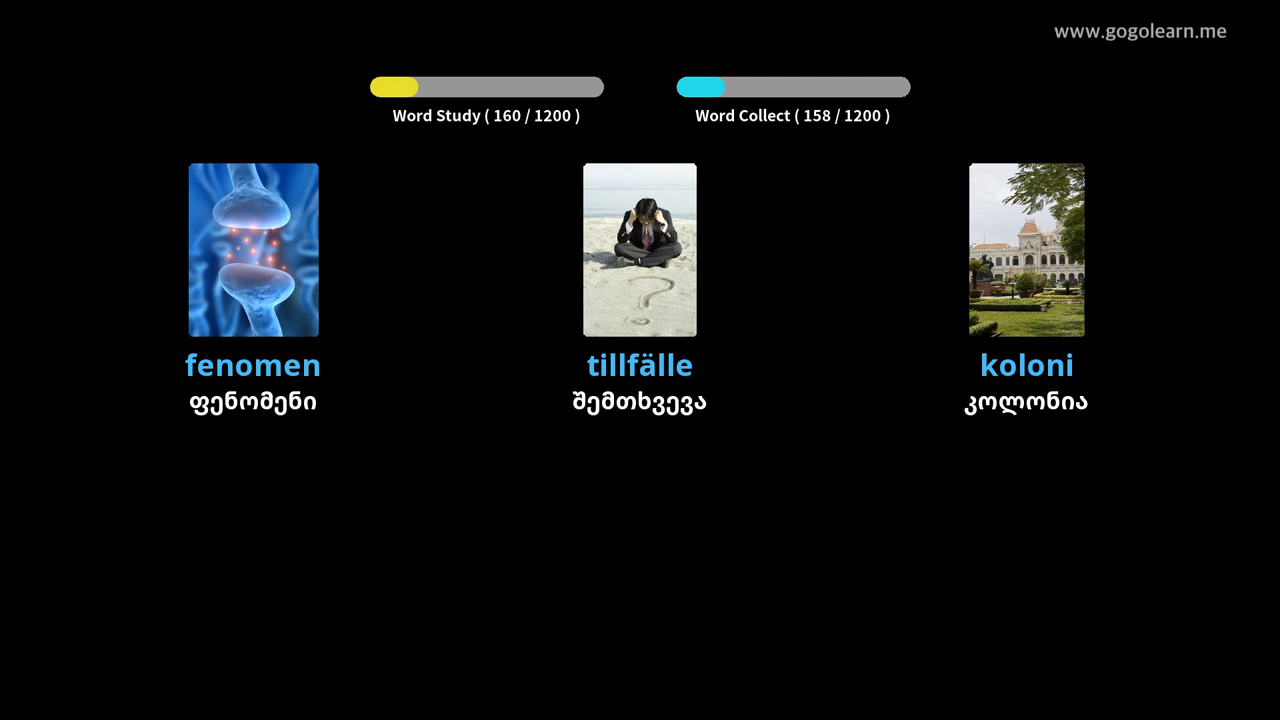 www.gogolearn.me
Word Study ( 160 / 1200 )
Word Collect ( 158 / 1200 )
fenomen
ფენომენი
tillfälle
შემთხვევა
koloni
კოლონია